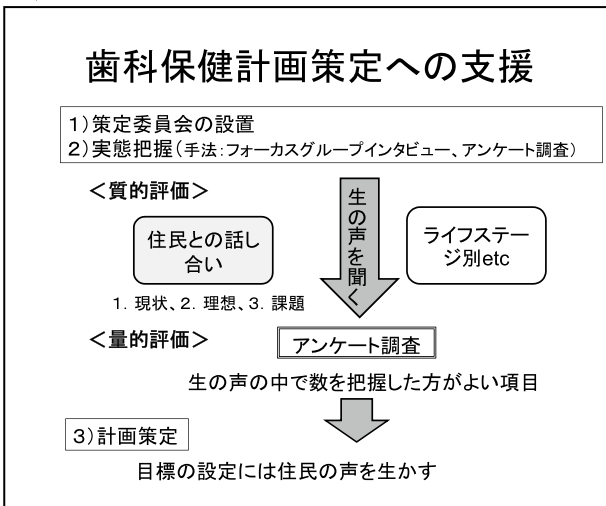 歯科保健計画策定への支援
1)策定委員会の設置
2)実態把握(手法:フォーカスグループインタビュー、アンケート調査)
<質的評価>
住民との話し
合い
生の声を聞く
ライフステー
ジ別etc
1. 現状、2. 理想、3. 課題
<量的評価>
アンケート調査
生の声の中で数を把握した方がよい項目
3)計画策定
目標の設定には住民の声を生かす